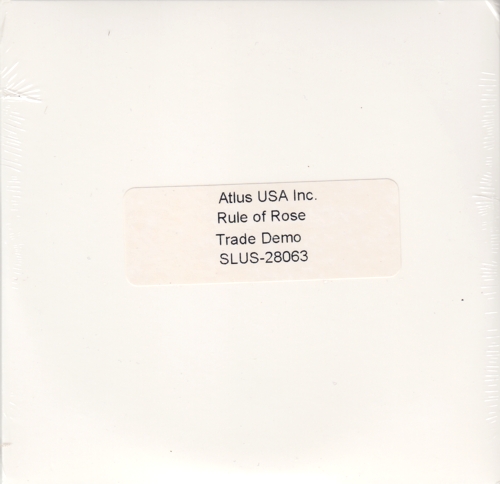 Atlus USA Inc.
Rule of Rose
Trade Demo
SLUS-28063